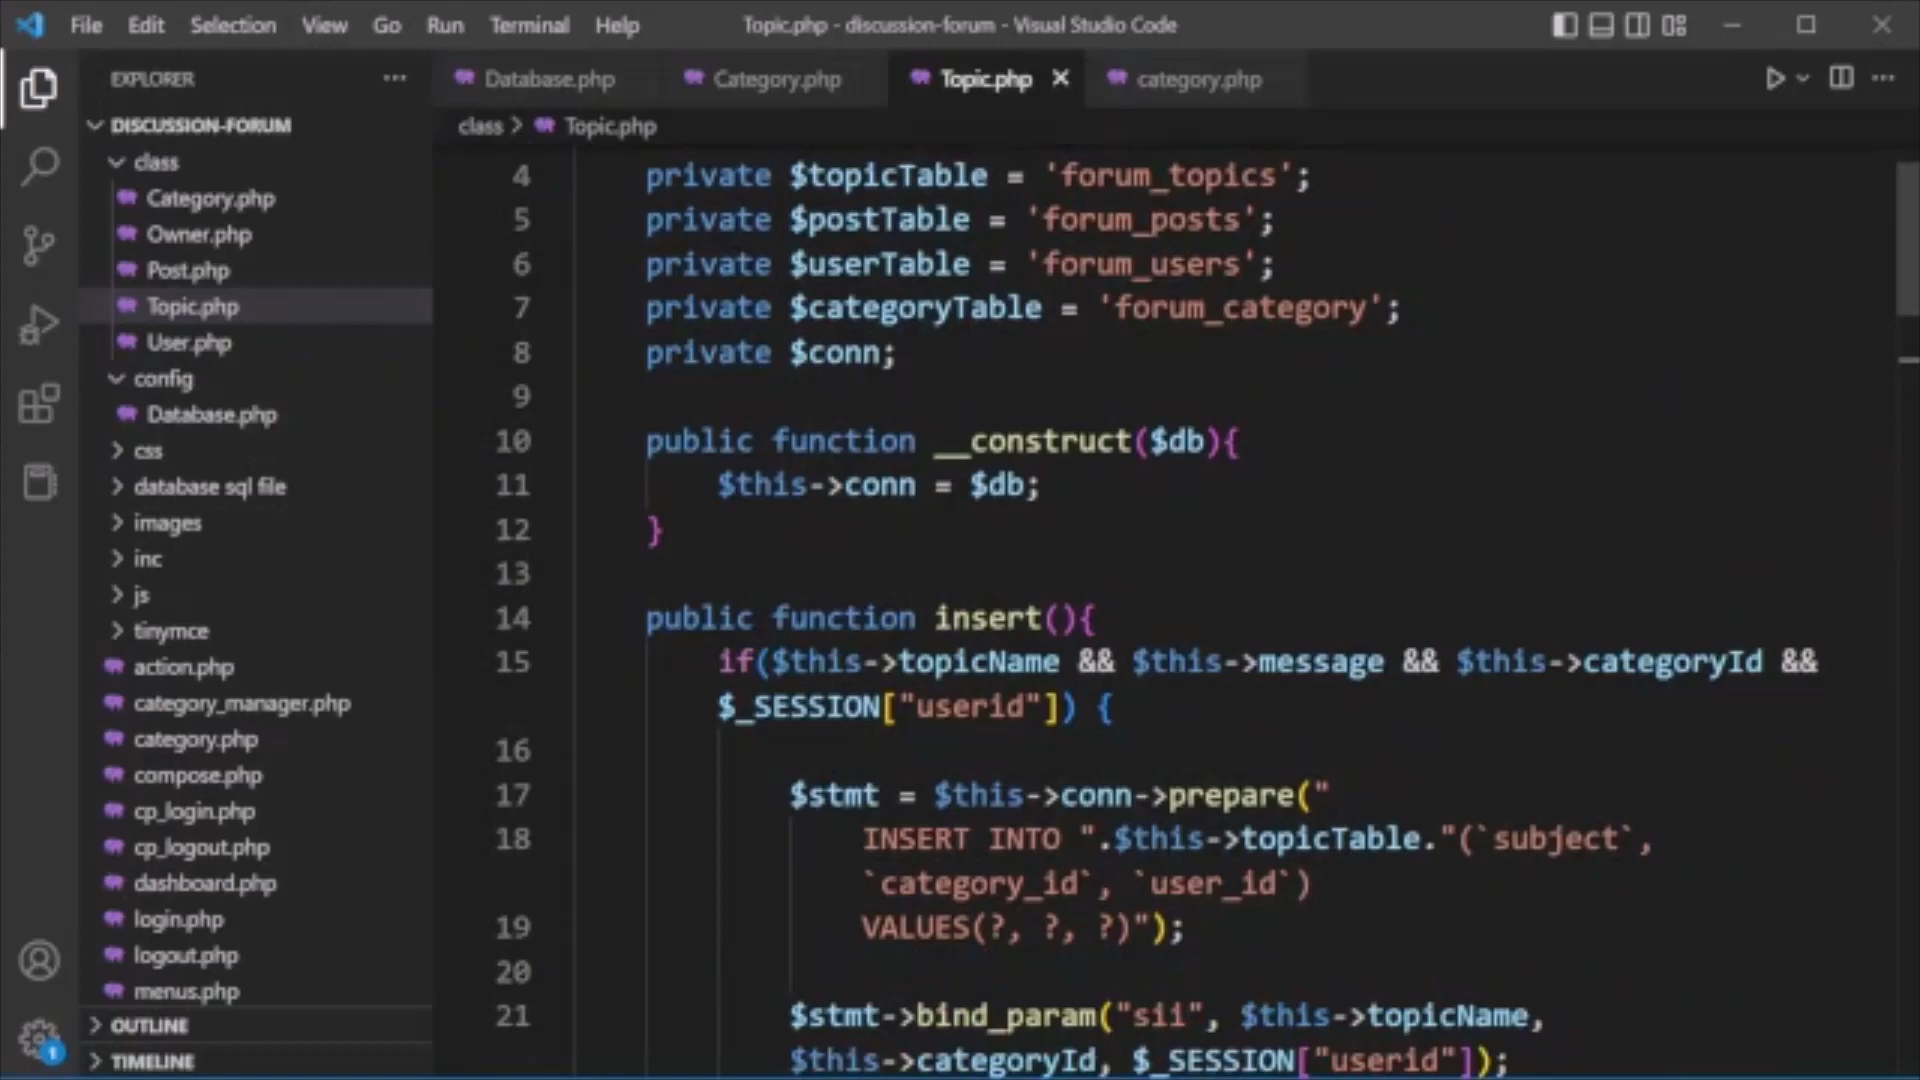 File Edit Selection View Go Run Terminal Help
Topic.php - discussion-forum - Visual Studio Code
EXPLORER
DISCUSSION-FORUM
class
Category.php
Owner.php
Post.php
Topic.php
User.php
config
Database.php
css
database sql file
images
inc
js
tinymce
action.php
category_manager.php
category.php
compose.php
cp_login.php
cp_logout.php
dashboard.php
login.php
logout.php
menus.php
OUTLINE
TIMELINE
1
Database.php Category.php Topic.php category.php
class > Topic.php
4 private $topicTable = 'forum_topics';
5 private $postTable = 'forum_posts';
6 private $userTable = 'forum_users';
7 private $categoryTable = 'forum_category';
8 private $conn;
9
10 public function __construct($db){
11 $this->conn = $db;
12 }
13
14 public function insert(){
15 if($this->topicName && $this->message && $this->categoryId &&
$_SESSION["userid"]) {
16
17 $stmt = $this->conn->prepare("
18 INSERT INTO ".$this->topicTable."(`subject`,
`category_id`, `user_id`)
19 VALUES(?, ?, ?)");
20
21 $stmt->bind_param("sii", $this->topicName,
$this->categoryId, $_SESSION["userid"]);